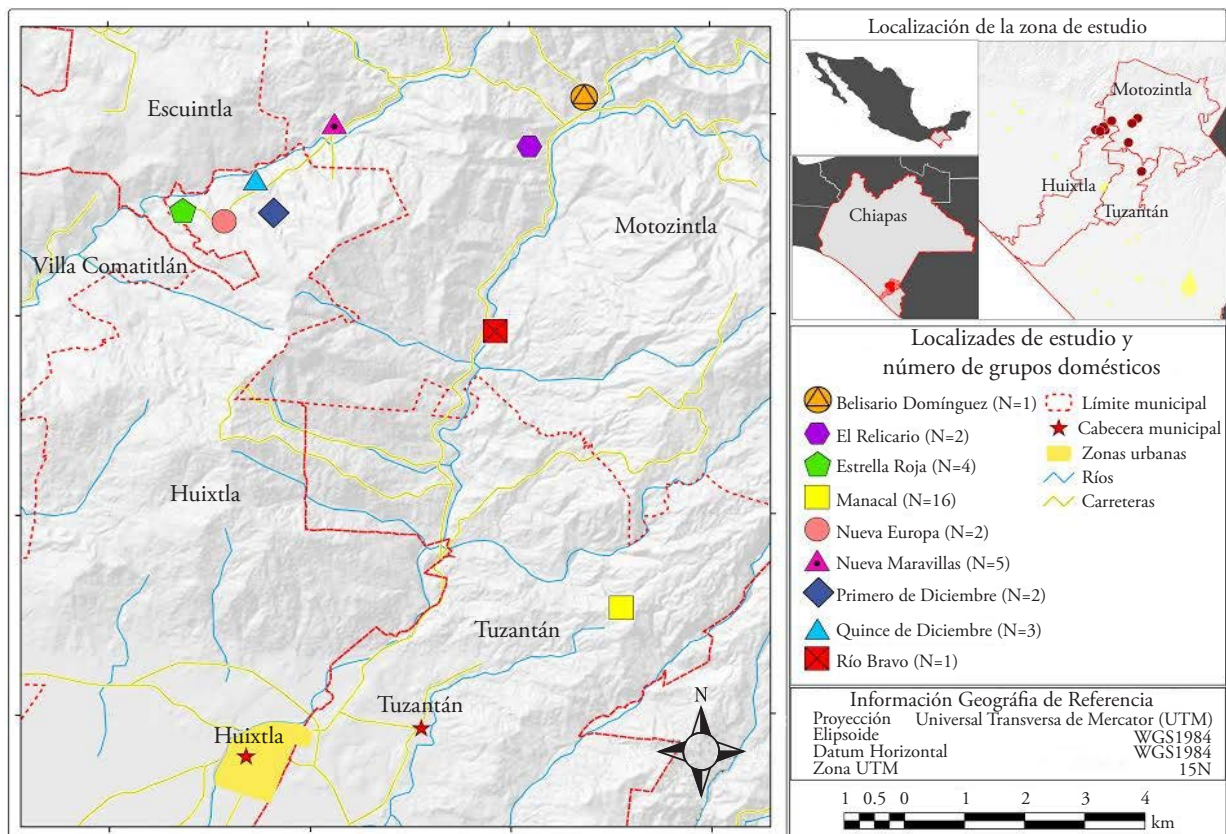 Escuintla
Villa Comatitlán
Motozintla
Huixtla
Tuzantán
Tuzantán
Huixtla
N
Localización de la zona de estudio
Chiapas
Motozintla
Huixtla
Tuzantán
Localizades de estudio y
número de grupos domésticos
Belisario Domínguez (N=1)
El Relicario (N=2)
Estrella Roja (N=4)
Manacal (N=16)
Nueva Europa (N=2)
Nueva Maravillas (N=5)
Primero de Diciembre (N=2)
Quince de Diciembre (N=3)
Río Bravo (N=1)
Límite municipal
Cabecera municipal
Zonas urbanas
Ríos
Carreteras
Información Geográfia de Referencia
Proyección Universal Transversa de Mercator (UTM)
Elipsoide WGS1984
Datum Horizontal WGS1984
Zona UTM 15N
1 0.5 0 1 2 3 4
km